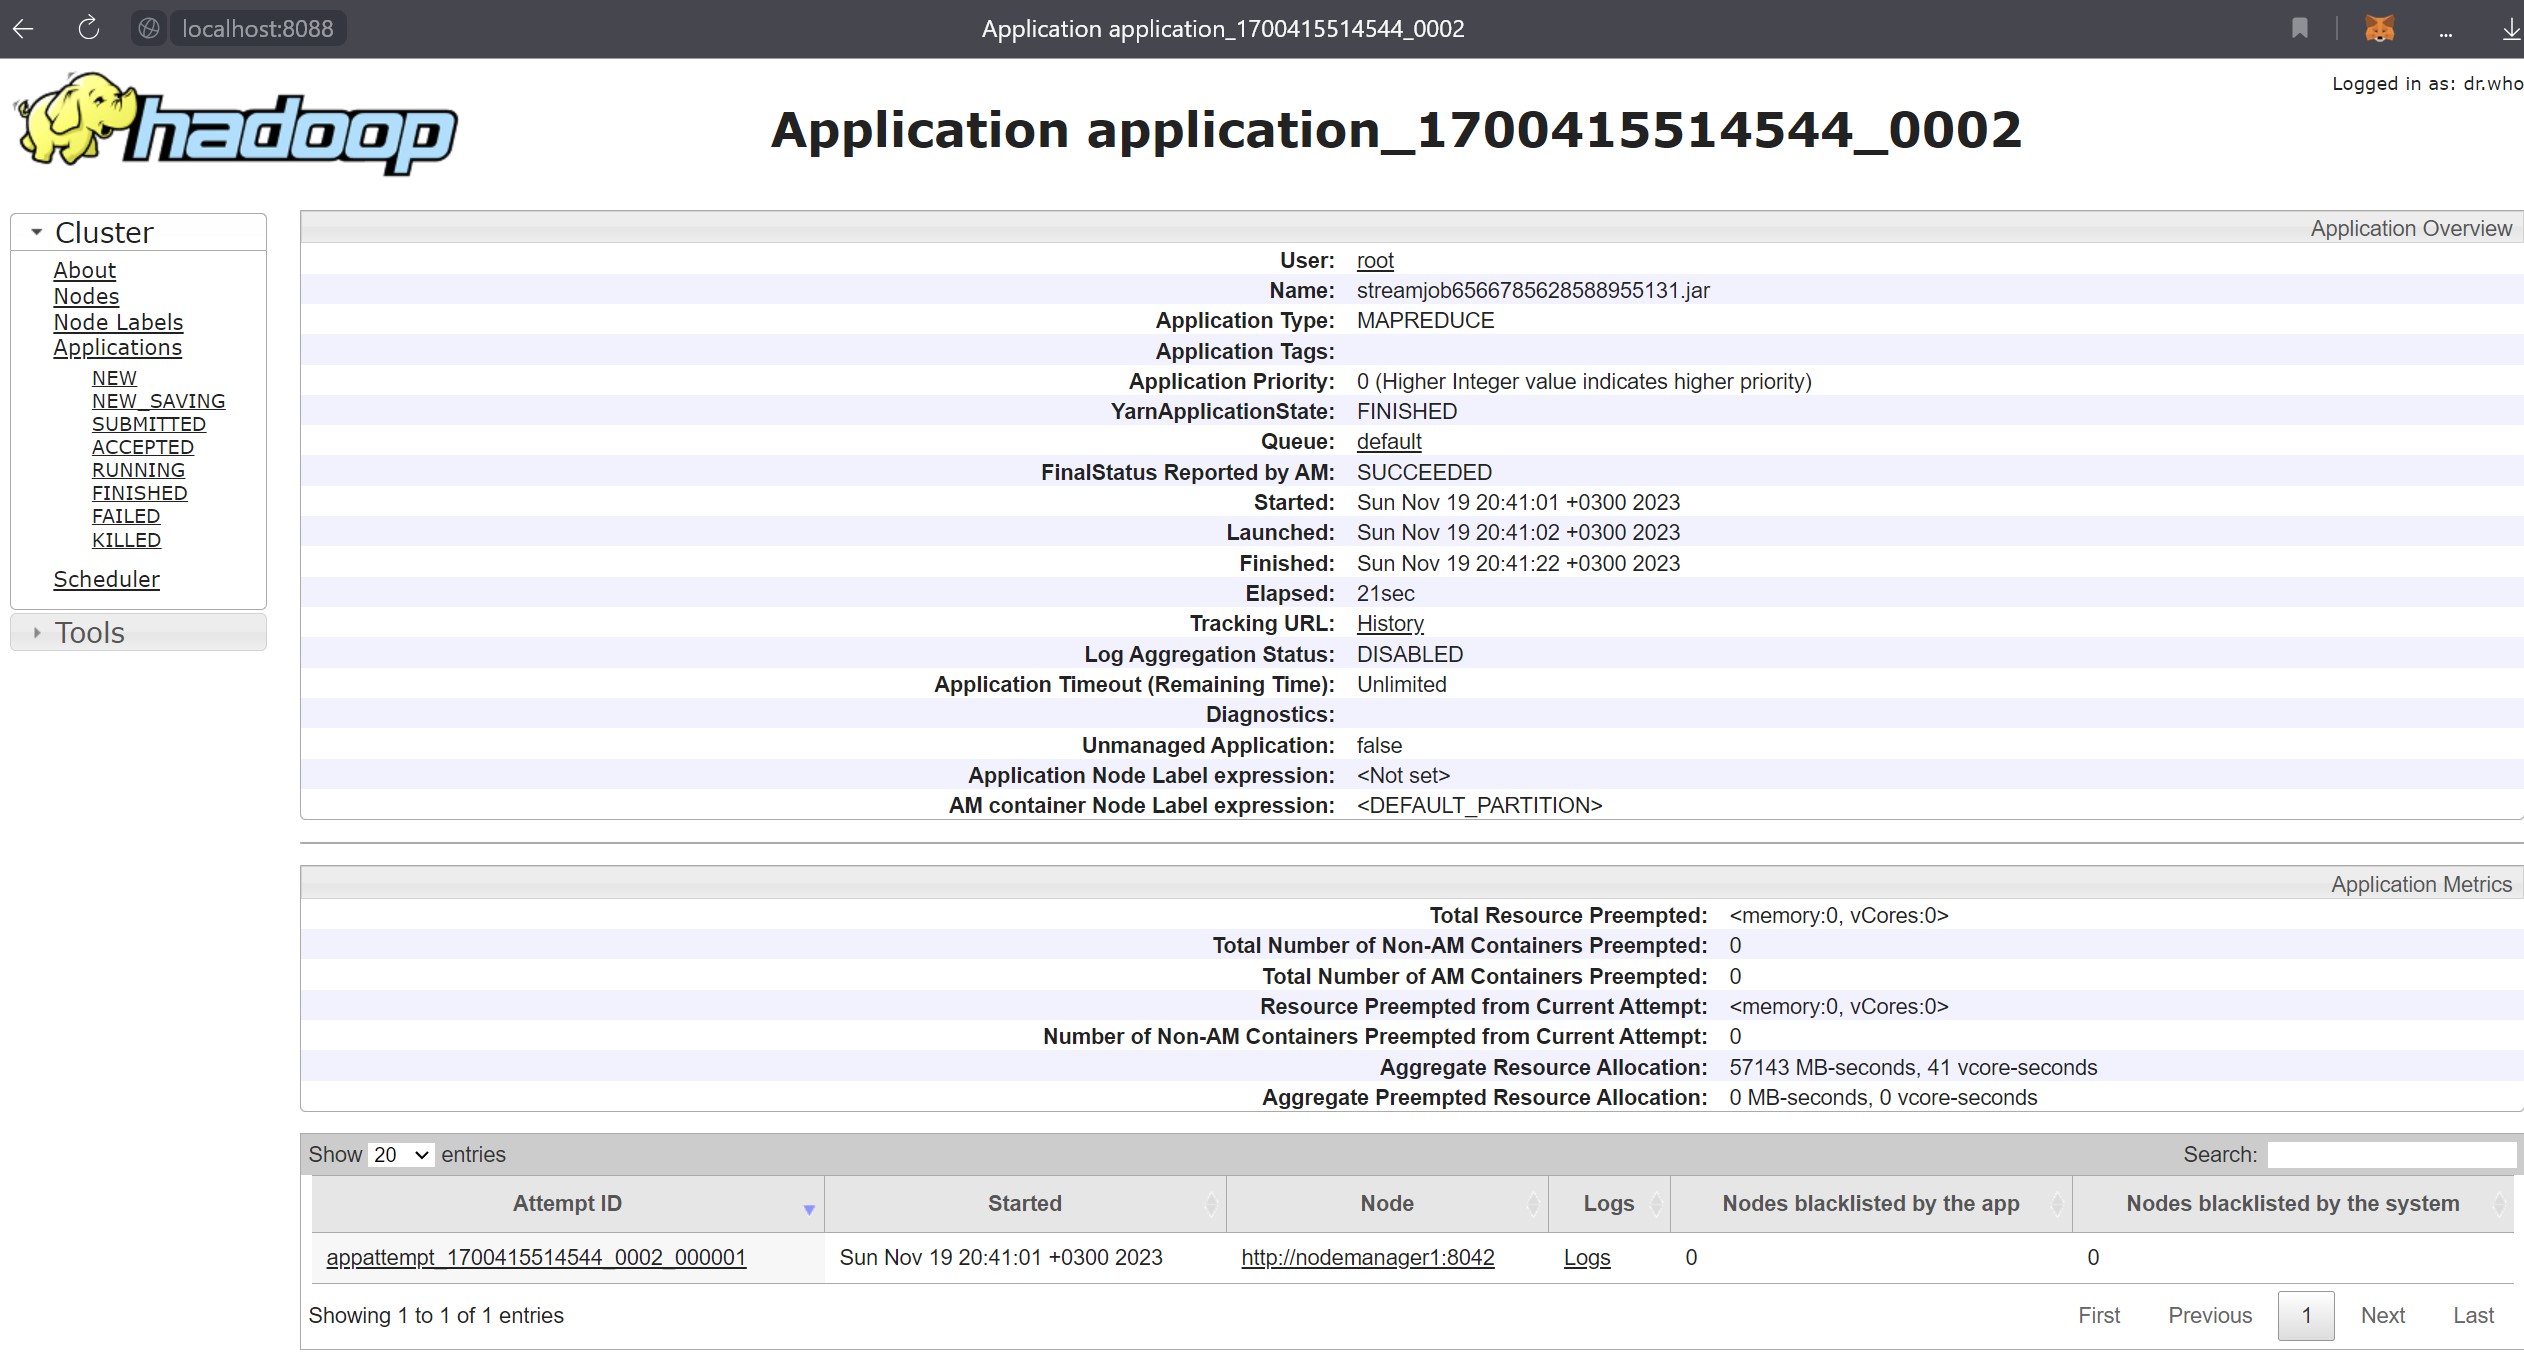 localhost:8088
Application application_1700415514544_0002
...
Logged in as: dr.who
hadoop
Application application_1700415514544_0002
Cluster
About
Nodes
Node Labels
Applications
NEW
NEW_SAVING
SUBMITTED
ACCEPTED
RUNNING
FINISHED
FAILED
KILLED
Scheduler
Tools
Application Overview
User: root
Name: streamjob6566785628588955131.jar
Application Type: MAPREDUCE
Application Tags:
Application Priority: 0 (Higher Integer value indicates higher priority)
YarnApplicationState: FINISHED
Queue: default
FinalStatus Reported by AM: SUCCEEDED
Started: Sun Nov 19 20:41:01 +0300 2023
Launched: Sun Nov 19 20:41:02 +0300 2023
Finished: Sun Nov 19 20:41:22 +0300 2023
Elapsed: 21sec
Tracking URL: History
Log Aggregation Status: DISABLED
Application Timeout (Remaining Time): Unlimited
Diagnostics:
Unmanaged Application: false
Application Node Label expression: <Not set>
AM container Node Label expression: <DEFAULT_PARTITION>
Application Metrics
Total Resource Preempted: <memory:0, vCores:0>
Total Number of Non-AM Containers Preempted: 0
Total Number of AM Containers Preempted: 0
Resource Preempted from Current Attempt: <memory:0, vCores:0>
Number of Non-AM Containers Preempted from Current Attempt: 0
Aggregate Resource Allocation: 57143 MB-seconds, 41 vcore-seconds
Aggregate Preempted Resource Allocation: 0 MB-seconds, 0 vcore-seconds
Show 20 entries Search:
Attempt ID Started Node Logs Nodes blacklisted by the app Nodes blacklisted by the system
appattempt_1700415514544_0002_000001 Sun Nov 19 20:41:01 +0300 2023 http://nodemanager1:8042 Logs 0 0
Showing 1 to 1 of 1 entries First Previous 1 Next Last